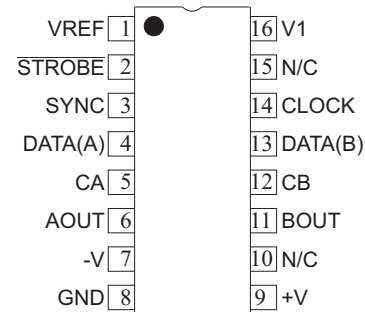 VREF 1 16 V1
STROBE 2 15 N/C
SYNC 3 14 CLOCK
DATA(A) 4 13 DATA(B)
CA 5 12 CB
AOUT 6 11 BOUT
-V 7 10 N/C
GND 8 9 +V